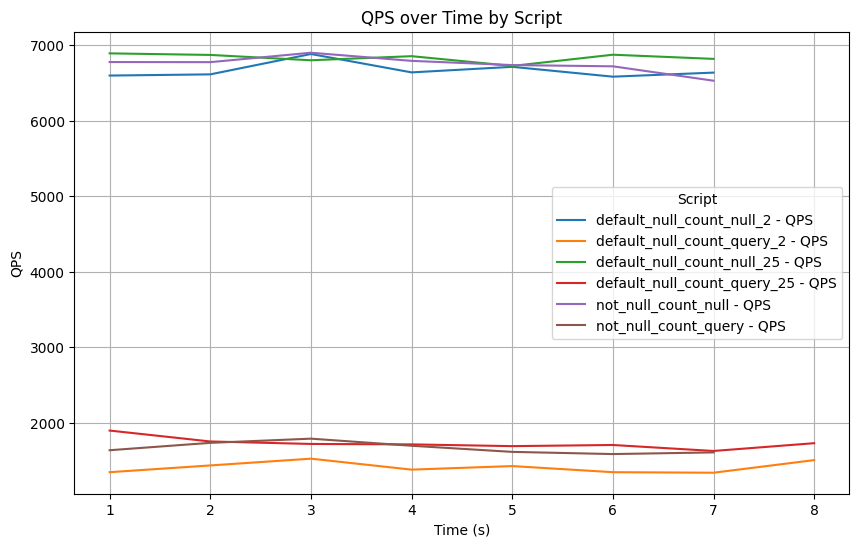 QPS over Time by Script
7000
6000
5000
4000
3000
2000
QPS
Script
default_null_count_null_2 - QPS
default_null_count_query_2 - QPS
default_null_count_null_25 - QPS
default_null_count_query_25 - QPS
not_null_count_null - QPS
not_null_count_query - QPS
1 2 3 4 5 6 7 8
Time (s)